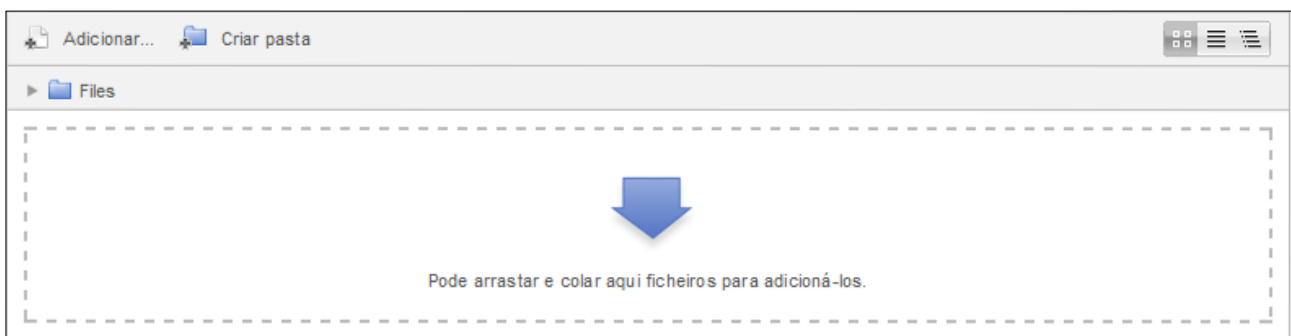 Adicionar... Criar pasta
Files
Pode arrastar e colar aqui ficheiros para adicioná-los.